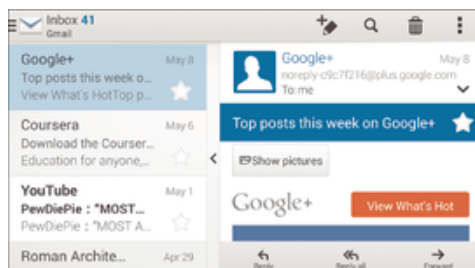 Inbox 41
Gmail
Google+ May 8
Top posts this week o...
View What's HotTop p...
Coursera May 6
Download the Courser...
Education for anyone,...
YouTube May 1
PewDiePie : "MOST...
PewDiePie : "MOST A...
Roman Archite... Apr 29
Google+ May 8
noreply-c9c7f216@plus.google.com
To: me
Top posts this week on Google+
Show pictures
Google+
View What's Hot
Reply
Reply all
Forward